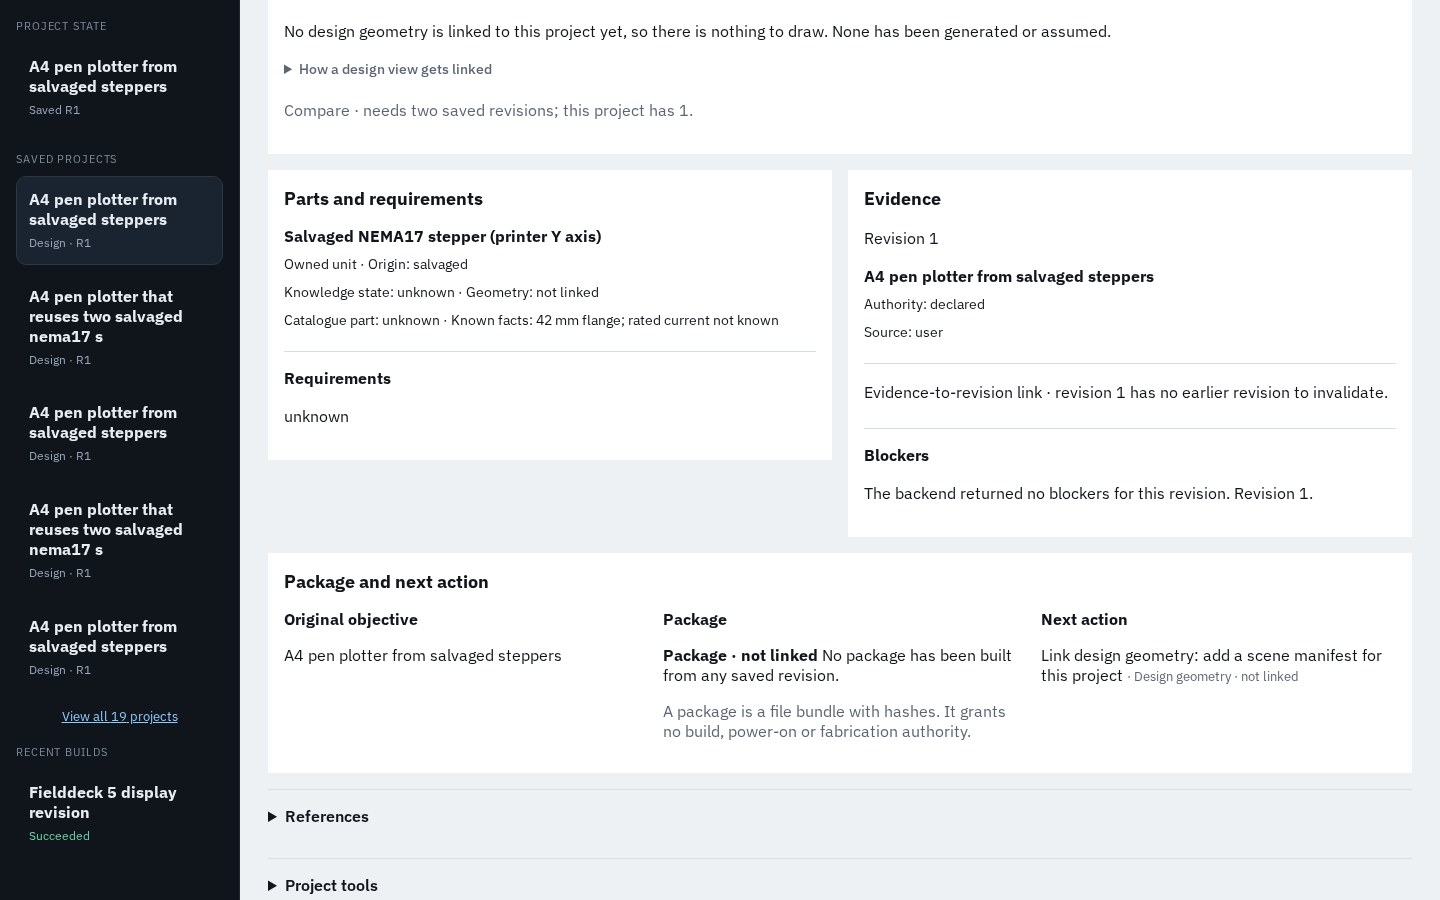 PROJECT STATE
A4 pen plotter from
salvaged steppers
Saved R1
SAVED PROJECTS
A4 pen plotter from
salvaged steppers
Design · R1
A4 pen plotter that
reuses two salvaged
nema17 s
Design · R1
A4 pen plotter from
salvaged steppers
Design · R1
A4 pen plotter that
reuses two salvaged
nema17 s
Design · R1
A4 pen plotter from
salvaged steppers
Design · R1
View all 19 projects
RECENT BUILDS
Fielddeck 5 display
revision
Succeeded
No design geometry is linked to this project yet, so there is nothing to draw. None has been generated or assumed.
How a design view gets linked
Compare · needs two saved revisions; this project has 1.
Parts and requirements
Salvaged NEMA17 stepper (printer Y axis)
Owned unit · Origin: salvaged
Knowledge state: unknown · Geometry: not linked
Catalogue part: unknown · Known facts: 42 mm flange; rated current not known
Requirements
unknown
Evidence
Revision 1
A4 pen plotter from salvaged steppers
Authority: declared
Source: user
Evidence-to-revision link · revision 1 has no earlier revision to invalidate.
Blockers
The backend returned no blockers for this revision. Revision 1.
Package and next action
Original objective
A4 pen plotter from salvaged steppers
Package
Package · not linked No package has been built
from any saved revision.
A package is a file bundle with hashes. It grants
no build, power-on or fabrication authority.
Next action
Link design geometry: add a scene manifest for
this project · Design geometry · not linked
References
Project tools